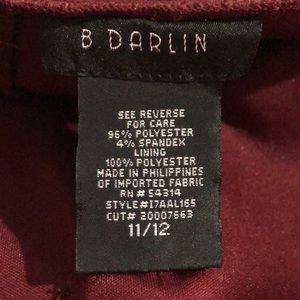 B. DARLIN
SEE REVERSE
FOR CARE
96% POLYESTER
4% SPANDEX
LINING
100% POLYESTER
MADE IN PHILIPPINES
OF IMPORTED FABRIC
RN # 54314
STYLE#I7AAL165
CUT# 20007663
11/12